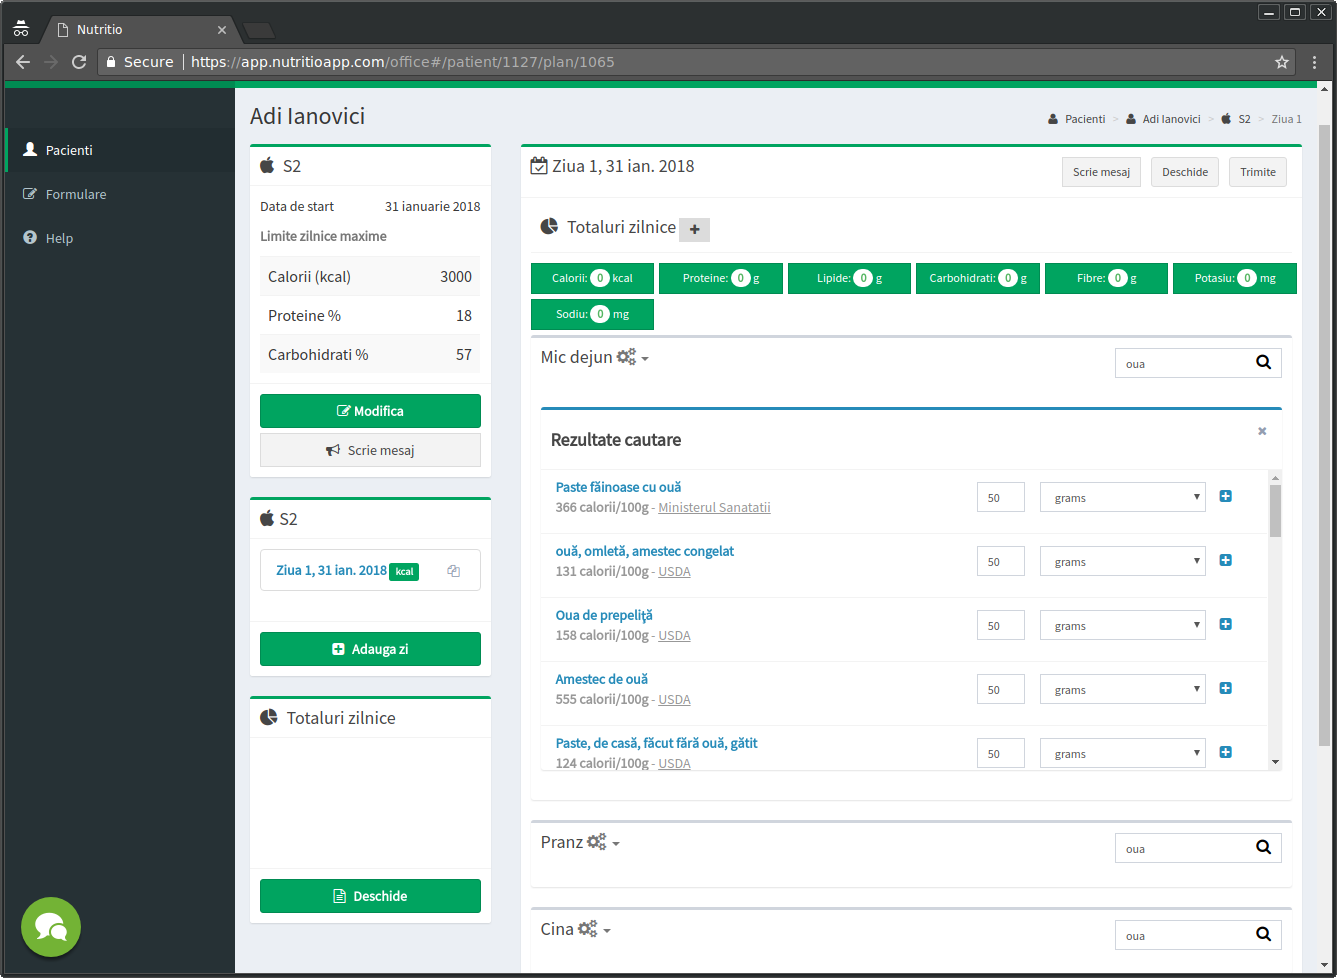 Nutritio
Secure https://app.nutritioapp.com/office#/patient/1127/plan/1065
Pacienti
Formulare
Help
Adi Ianovici
Pacienti > Adi Ianovici > S2 > Ziua 1
S2
Data de start 31 ianuarie 2018
Limite zilnice maxime
Calorii (kcal) 3000
Proteine % 18
Carbohidrati % 57
Modifica
Scrie mesaj
S2
Ziua 1, 31 ian. 2018 kcal
Adauga zi
Totaluri zilnice
Deschide
Ziua 1, 31 ian. 2018
Scrie mesaj Deschide Trimite
Totaluri zilnice
Calorii: 0 kcal Proteine: 0 g Lipide: 0 g Carbohidrati: 0 g Fibre: 0 g Potasiu: 0 mg
Sodiu: 0 mg
Mic dejun oua
Rezultate cautare
Paste făinoase cu ouă
366 calorii/100g - Ministerul Sanatatii
50 grams
ouă, omletă, amestec congelat
131 calorii/100g - USDA
50 grams
Oua de prepeliţă
158 calorii/100g - USDA
50 grams
Amestec de ouă
555 calorii/100g - USDA
50 grams
Paste, de casă, făcut fără ouă, gătit
124 calorii/100g - USDA
50 grams
Pranz oua
Cina oua